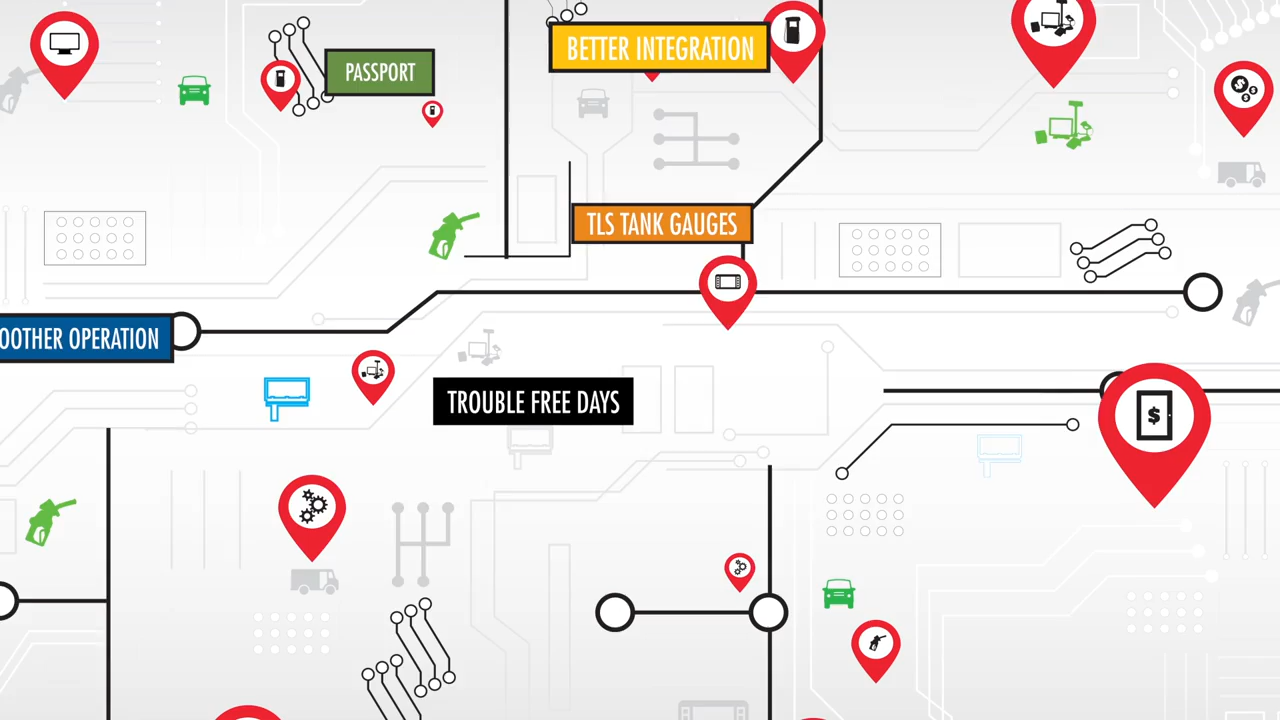 BETTER INTEGRATION
PASSPORT
TLS TANK GAUGES
OOTHER OPERATION
TROUBLE FREE DAYS
$